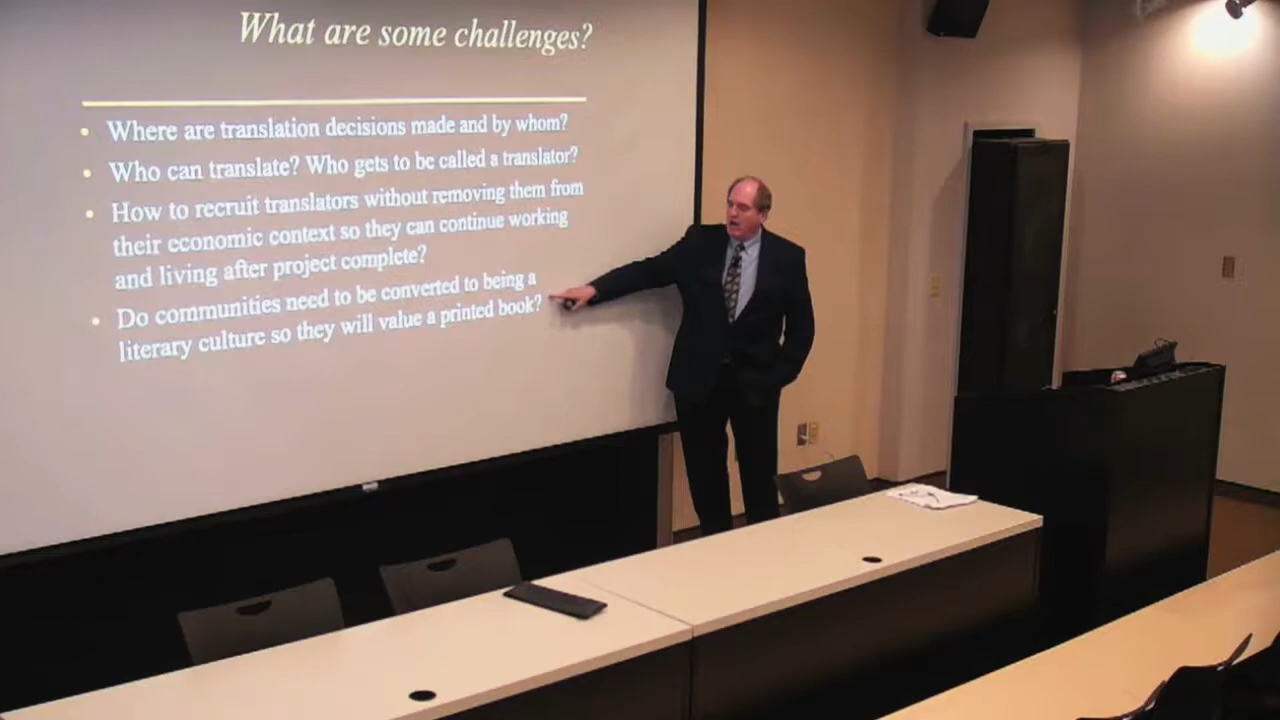 What are some challenges?
• Where are translation decisions made and by whom?
• Who can translate? Who gets to be called a translator?
• How to recruit translators without removing them from
their economic context so they can continue working
and living after project complete?
• Do communities need to be converted to being a
literary culture so they will value a printed book?